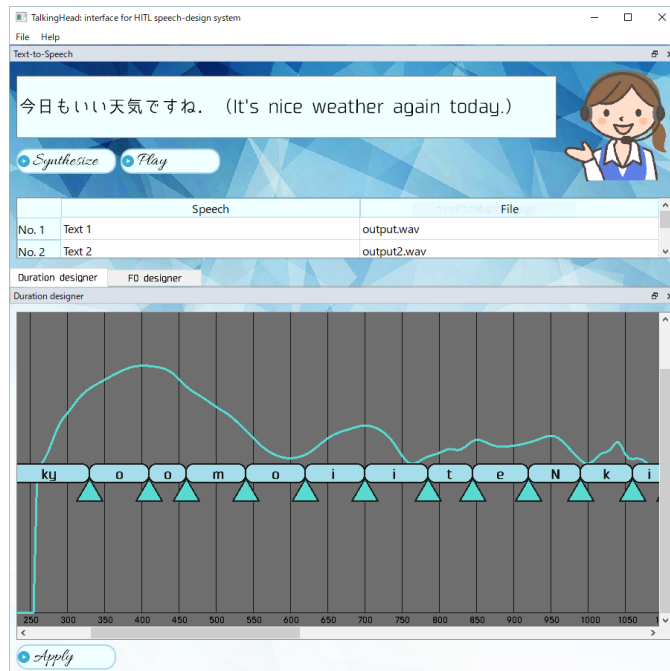 TalkingHead: interface for HITL speech-design system
File Help
Text-to-Speech
今日もいい天気ですね. (It's nice weather again today.)
Synthesize Play
Speech File
No. 1 Text 1 output.wav
No. 2 Text 2 output2.wav
Duration designer F0 designer
Duration designer
ky o o m o i i t e N k i
250 300 350 400 450 500 550 600 650 700 750 800 850 900 950 1000 1050
Apply